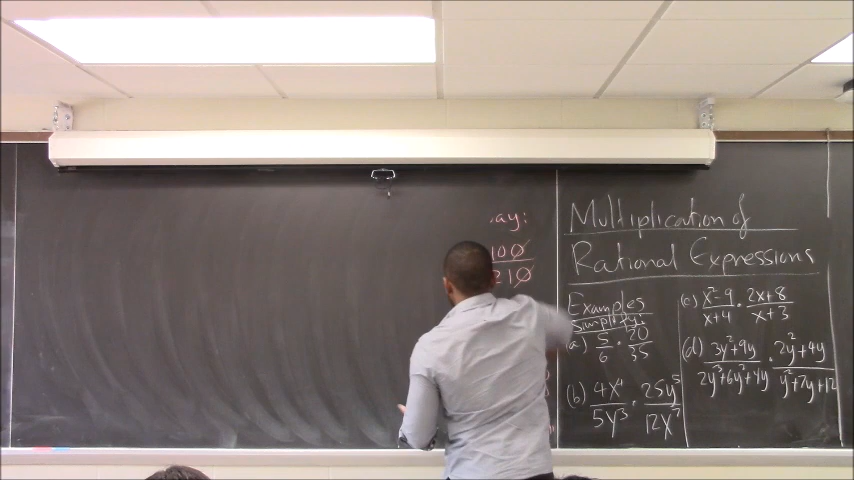 ay:
100
210
Multiplication of
Rational Expressions
Examples
Simplify:
(a) 5/6 · 20/35
(b) 4x⁴/5y³ · 25y⁵/12x⁷
(c) x²-9/x+4 · 2x+8/x+3
(d) 3y²+9y/2y³+6y²+4y · 2y²+4y/y²+7y+12